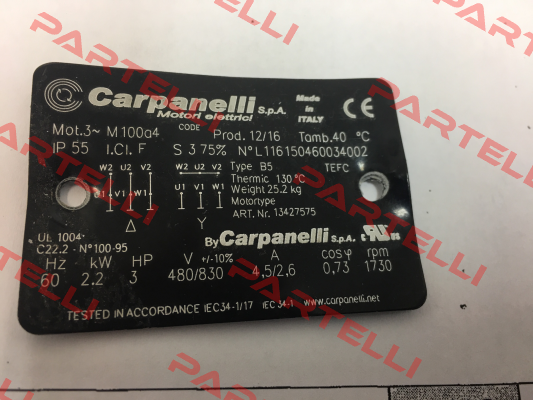 Carpanelli S.p.A.
Motori elettrici
Made in ITALY
CE
Mot.3~ M100a4 CODE Prod. 12/16 Tamb.40 °C
IP 55 I.Cl. F S 3 75% N°L116150460034002
W2 U2 V2 W2 U2 V2 Type B5 TEFC
Thermic 130°C
U1 V1 W1 U1 V1 W1 Weight 25.2 kg
Motortype
Δ Y ART. Nr. 13427575
UL 1004
C22.2 - N°100-95
By Carpanelli S.p.A. c RU us
Hz kW HP V +/-10% A cosφ rpm
60 2.2 3 480/830 4,5/2,6 0,73 1730
TESTED IN ACCORDANCE IEC34-1/17 IEC 34-1 www.carpanelli.net
PARTELLI
PARTELLI
PARTELLI
PARTELLI
PARTELLI